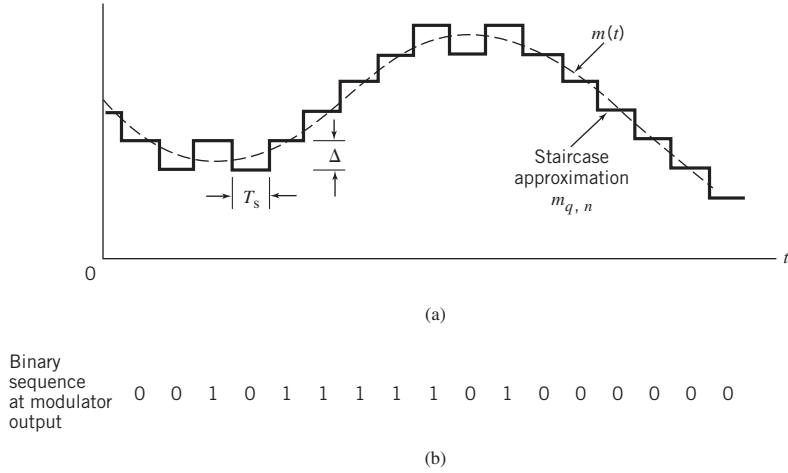 m(t)
Δ
Staircase
approximation
m_{q, n}
T_s
t
0
(a)
Binary
sequence
at modulator
output
0 0 1 0 1 1 1 1 1 0 1 0 0 0 0 0 0
(b)